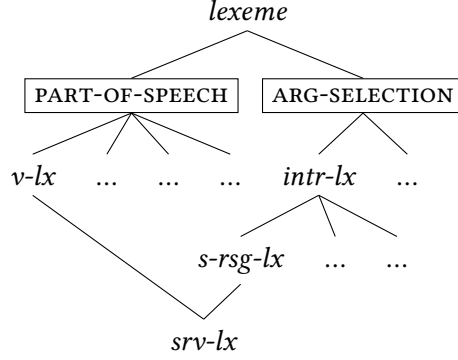 lexeme
PART-OF-SPEECH ARG-SELECTION
v-lx … … … intr-lx …
s-rsg-lx … …
srv-lx